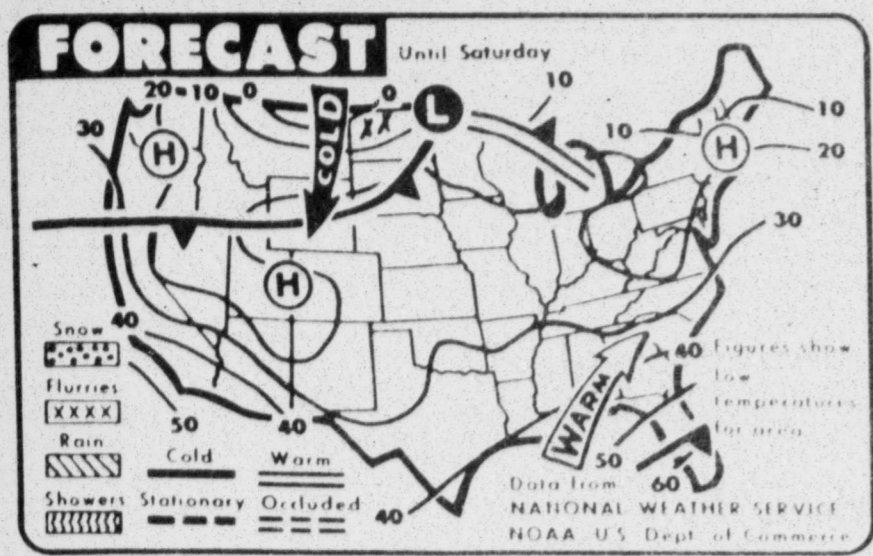 FORECAST
Until Saturday
20 -10 0 0 10
30 10 10
H COLD L H 20
30
H
40
Snow
Flurries
XXXX
Rain
Showers
50
40
Cold Warm
Stationary Occluded
40
WARM
40
50
60
Figures show
Low
Temperatures
for area
Data from
NATIONAL WEATHER SERVICE
NOAA U.S. Dept. of Commerce